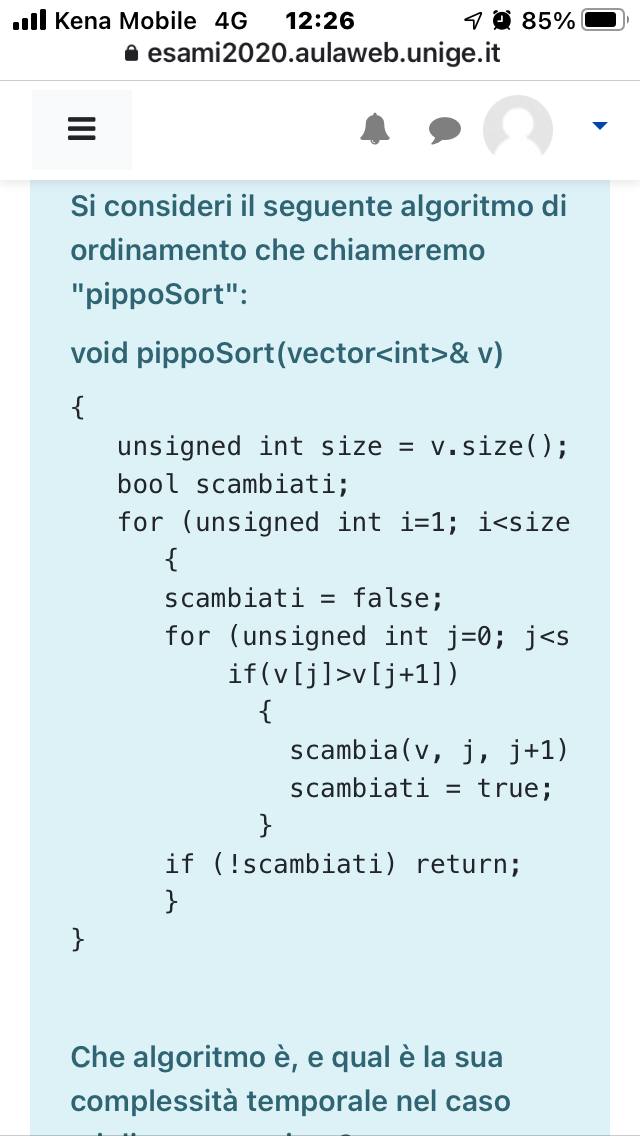 Kena Mobile 4G 12:26 85%
esami2020.aulaweb.unige.it
Si consideri il seguente algoritmo di
ordinamento che chiameremo
"pippoSort":
void pippoSort(vector<int>& v)
{
unsigned int size = v.size();
bool scambiati;
for (unsigned int i=1; i<size
{
scambiati = false;
for (unsigned int j=0; j<s
if(v[j]>v[j+1])
{
scambia(v, j, j+1)
scambiati = true;
}
if (!scambiati) return;
}
}
Che algoritmo è, e qual è la sua
complessità temporale nel caso